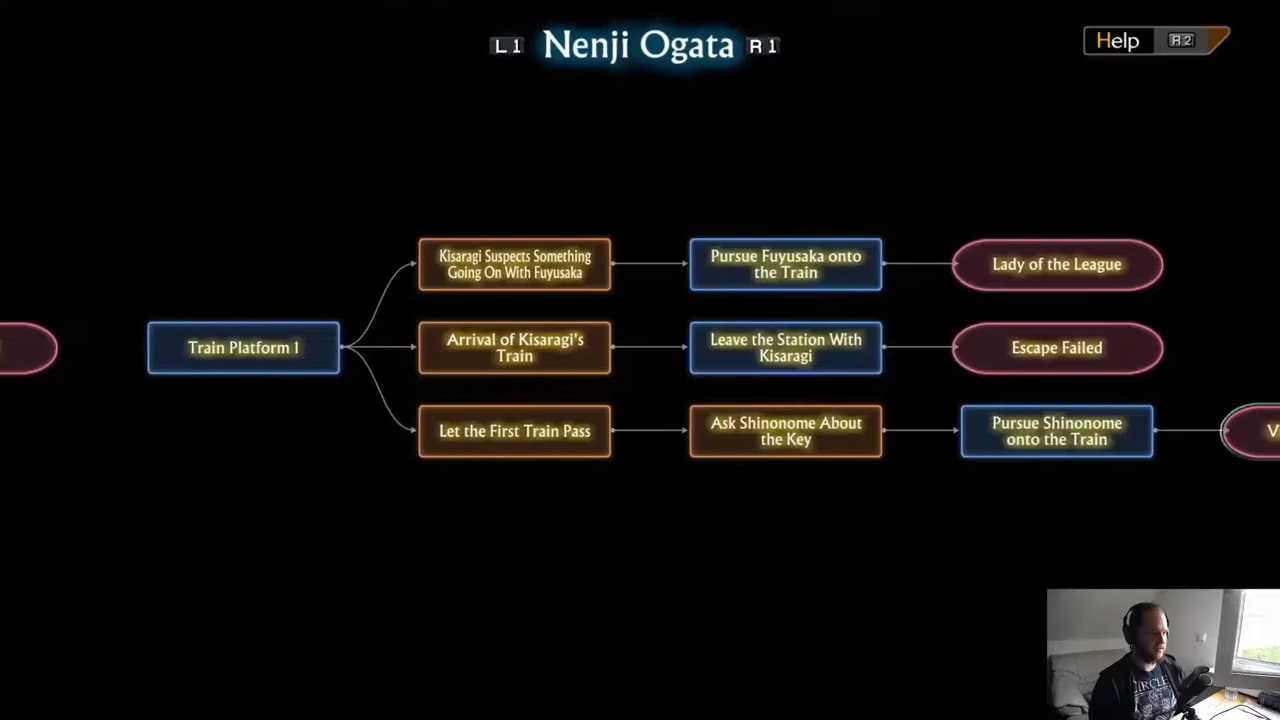 L1 Nenji Ogata R1
Help R2
Kisaragi Suspects Something
Going On With Fuyusaka
Pursue Fuyusaka onto
the Train
Lady of the League
Train Platform 1
Arrival of Kisaragi's
Train
Leave the Station With
Kisaragi
Escape Failed
Let the First Train Pass
Ask Shinonome About
the Key
Pursue Shinonome
onto the Train
V
CIRCLE